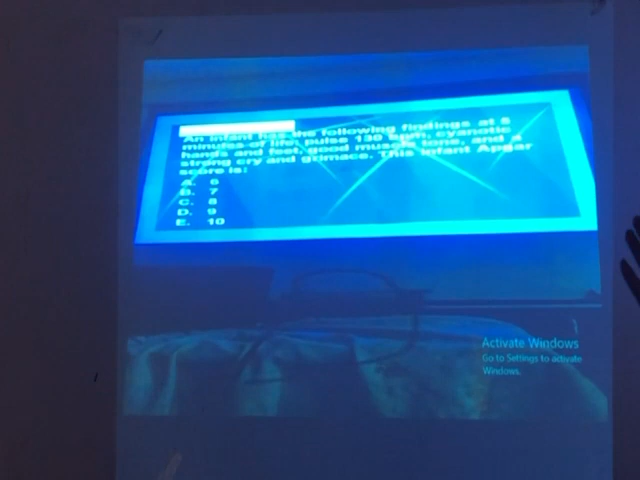 An infant has the following findings at 5
minutes of life, pulse 130 bpm, cyanotic
hands and feet, good muscle tone, and a
strong cry and grimace. This infant Apgar
score is:
A. 6
B. 7
C. 8
D. 9
E. 10
Activate Windows
Go to Settings to activate
Windows.